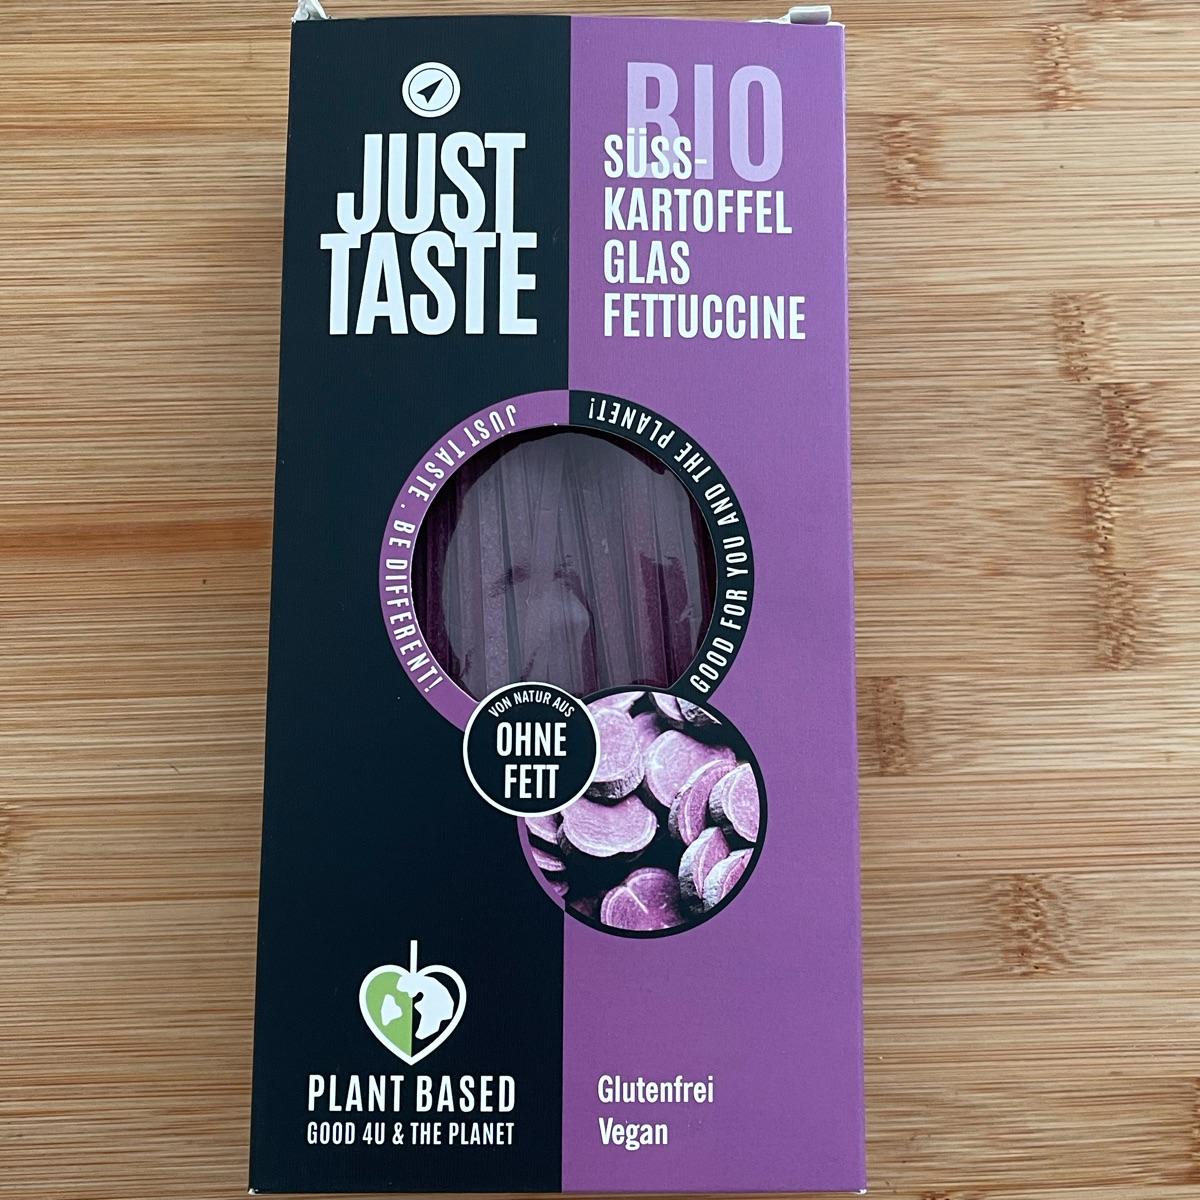 JUST
TASTE
BIO
SÜSS-
KARTOFFEL
GLAS
FETTUCCINE
JUST TASTE. BE DIFFERENT!
GOOD FOR YOU AND THE PLANET!
VON NATUR AUS
OHNE
FETT
PLANT BASED
GOOD 4U & THE PLANET
Glutenfrei
Vegan